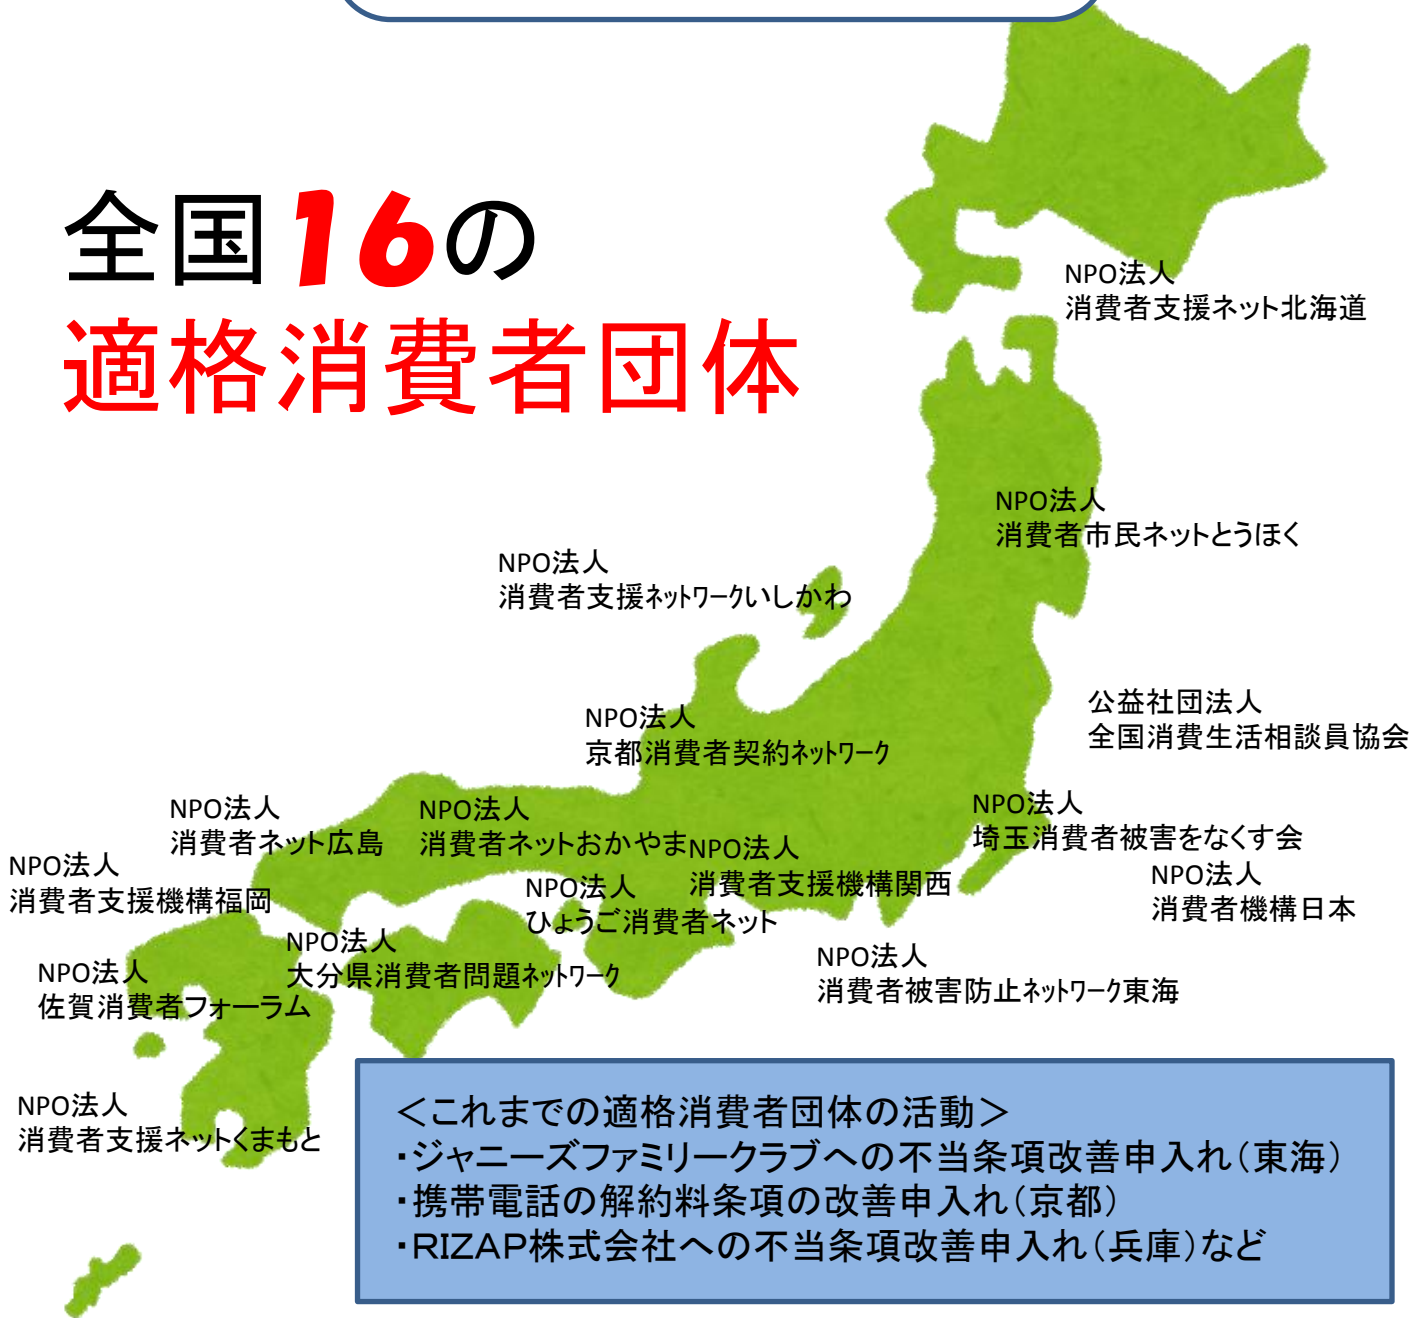 全国16の
適格消費者団体
NPO法人
消費者支援ネット北海道
NPO法人
消費者市民ネットとうほく
NPO法人
消費者支援ネットワークいしかわ
公益社団法人
全国消費生活相談員協会
NPO法人
京都消費者契約ネットワーク
NPO法人
埼玉消費者被害をなくす会
NPO法人
消費者ネット広島
NPO法人
消費者ネットおかやま
NPO法人
消費者支援機構関西
NPO法人
消費者機構日本
NPO法人
消費者支援機構福岡
NPO法人
ひょうご消費者ネット
NPO法人
大分県消費者問題ネットワーク
NPO法人
消費者被害防止ネットワーク東海
NPO法人
佐賀消費者フォーラム
NPO法人
消費者支援ネットくまもと
＜これまでの適格消費者団体の活動＞
・ジャニーズファミリークラブへの不当条項改善申入れ（東海）
・携帯電話の解約料条項の改善申入れ（京都）
・RIZAP株式会社への不当条項改善申入れ（兵庫）など